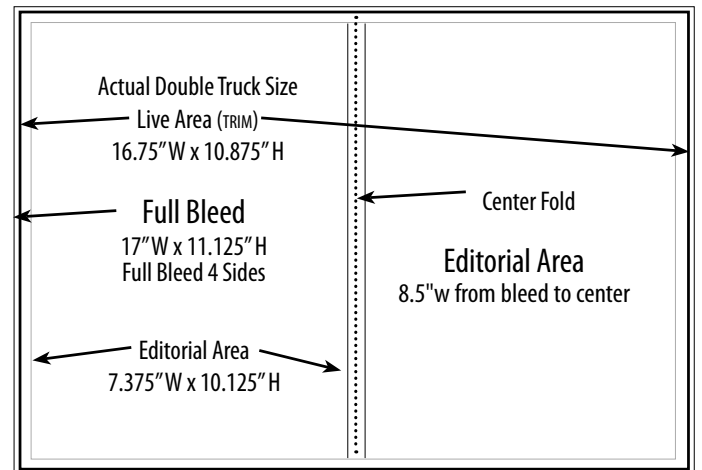 Actual Double Truck Size
Live Area (TRIM)
16.75″W x 10.875″H
Full Bleed
17″W x 11.125″H
Full Bleed 4 Sides
Editorial Area
7.375″W x 10.125″H
Center Fold
Editorial Area
8.5"w from bleed to center